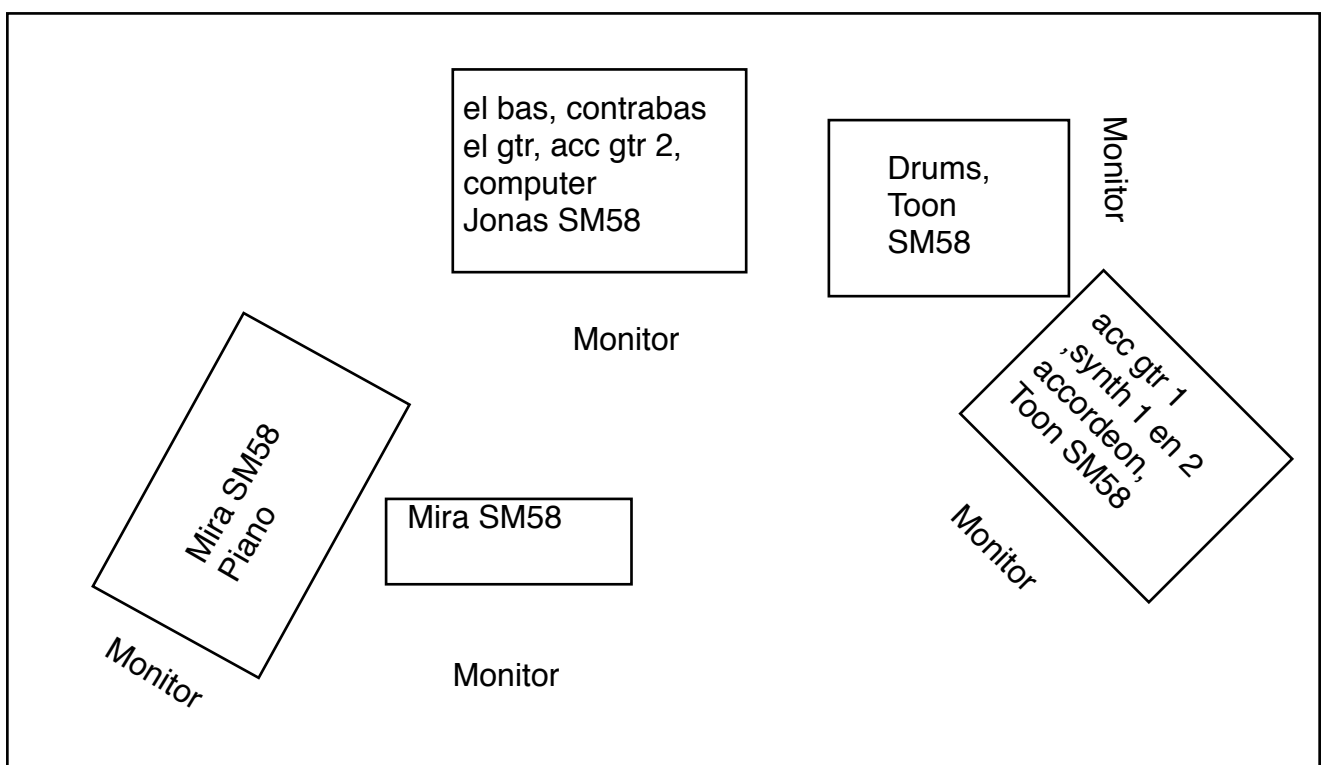 el bas, contrabas
el gtr, acc gtr 2,
computer
Jonas SM58
Drums,
Toon
SM58
Monitor
Monitor
acc gtr 1
,synth 1 en 2
accordeon,
Toon SM58
Monitor
Mira SM58
Piano
Monitor
Mira SM58
Monitor